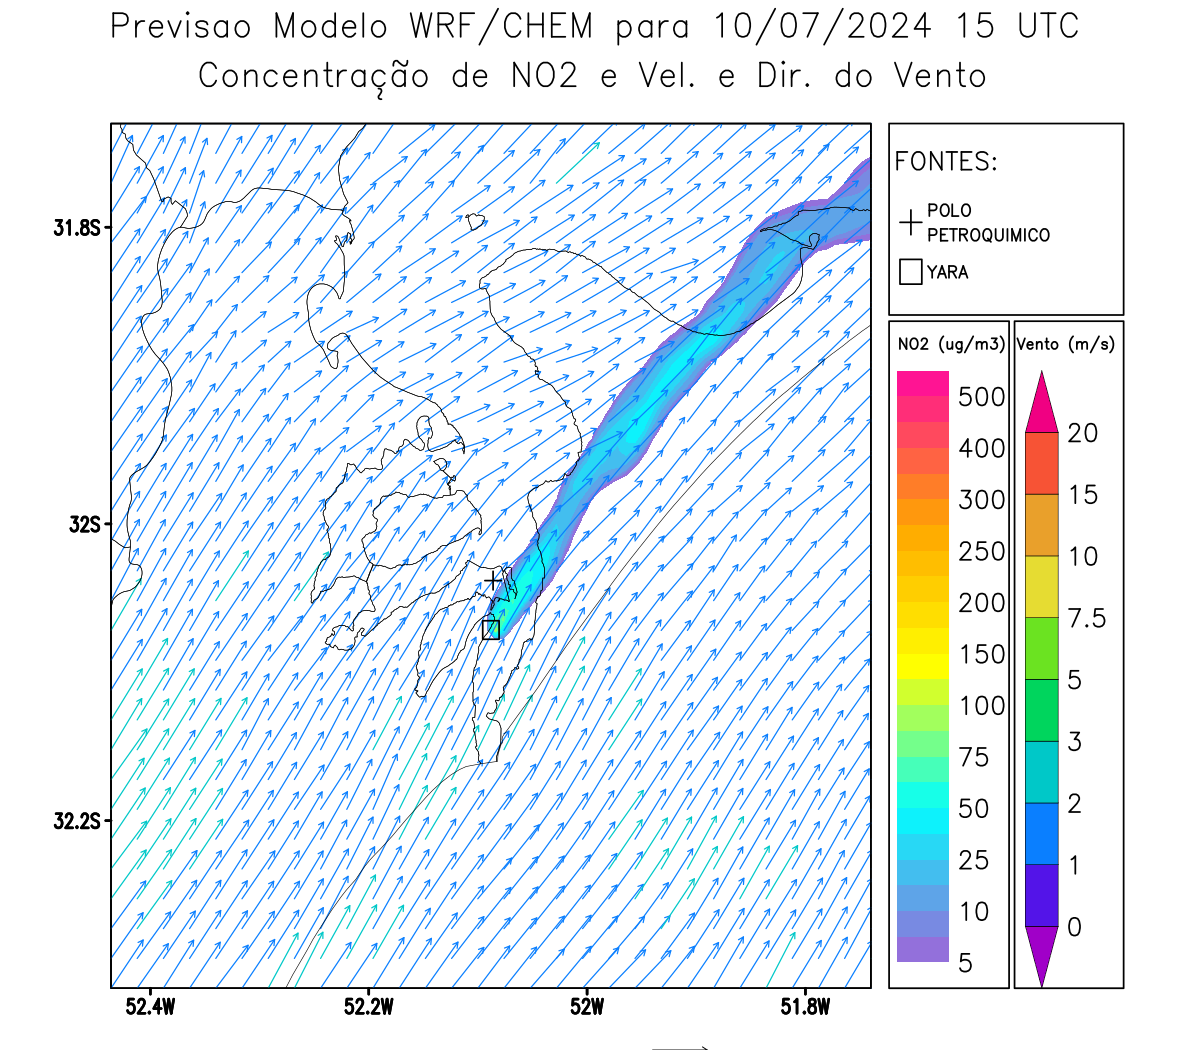 Previsao Modelo WRF/CHEM para 10/07/2024 15 UTC
Concentração de NO2 e Vel. e Dir. do Vento
FONTES:
POLO
PETROQUIMICO
YARA
NO2 (ug/m3)
500
400
300
250
200
150
100
75
50
25
10
5
Vento (m/s)
20
15
10
7.5
5
3
2
1
0
31.8S
32S
32.2S
52.4W
52.2W
52W
51.8W